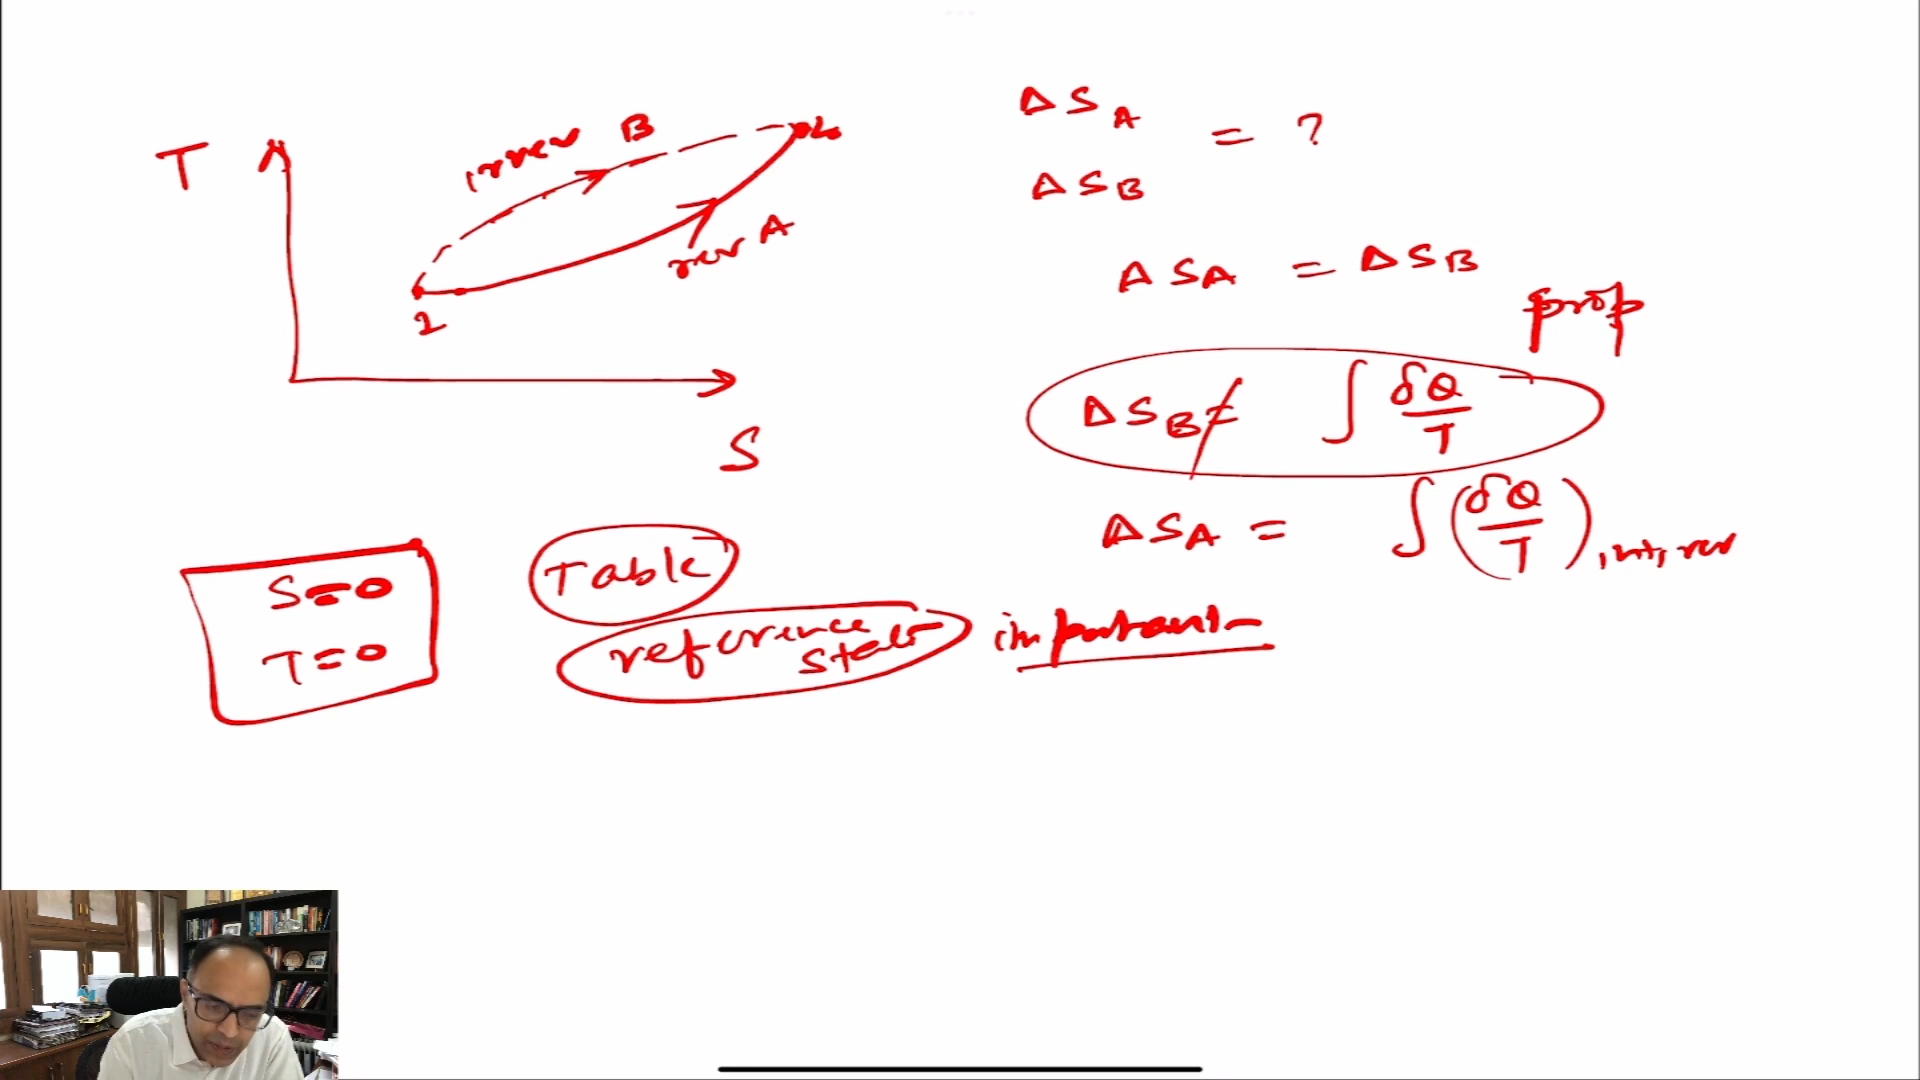 T
irrev B
rev A
1
2
S
ΔS_A
= ?
ΔS_B
ΔS_A = ΔS_B
prop
ΔS_B ≠ ∫ δQ/T
ΔS_A = ∫ (δQ/T) int, rev
S=0
T=0
Table
reference
state
important